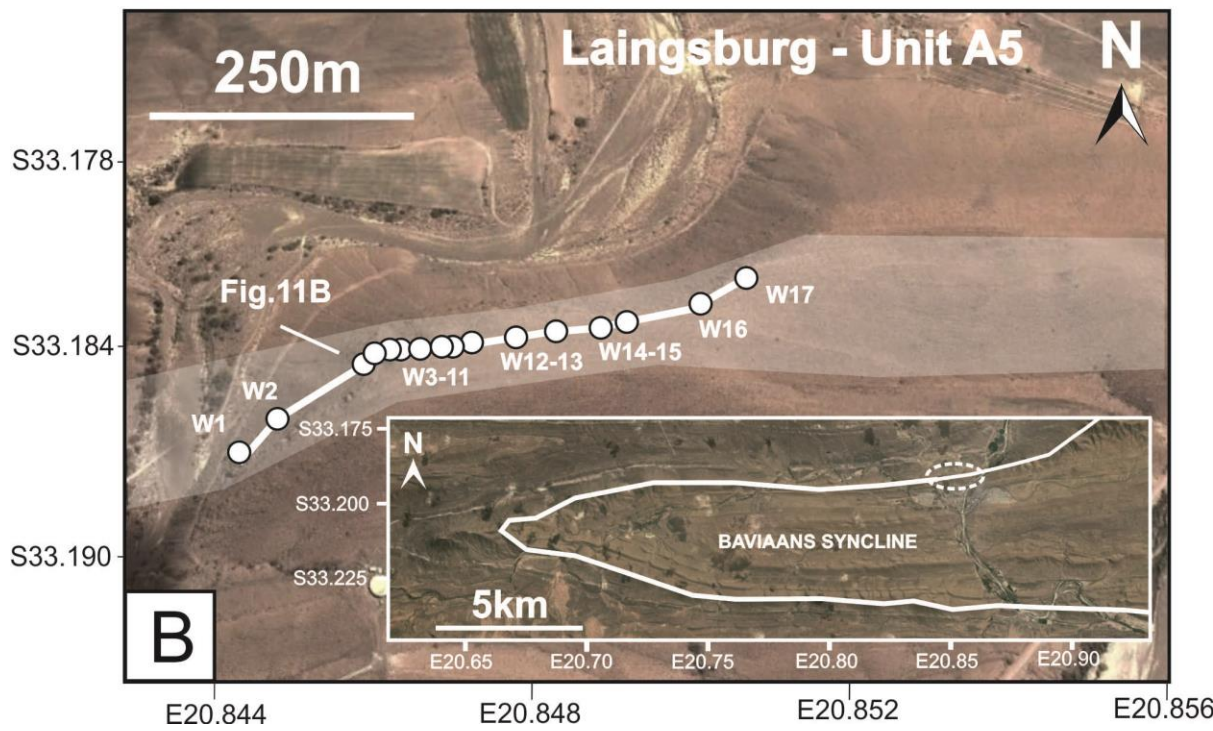 Laingsburg - Unit A5
N
250m
S33.178
Fig.11B
W17
W16
S33.184
W14-15
W12-13
W3-11
W2
W1
N
S33.175
S33.200
BAVIAANS SYNCLINE
S33.190
S33.225
5km
B
E20.65
E20.70
E20.75
E20.80
E20.85
E20.90
E20.844
E20.848
E20.852
E20.856